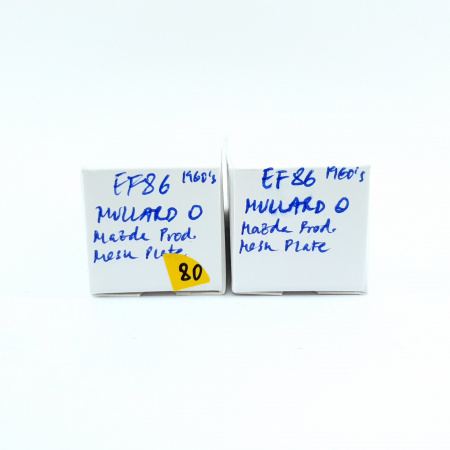 EF86 1960's
MULLARD O
Mazda Prod.
Mesh Plate.
80
EF86 1960's
MULLARD O
Mazda Prod.
Mesh Plate